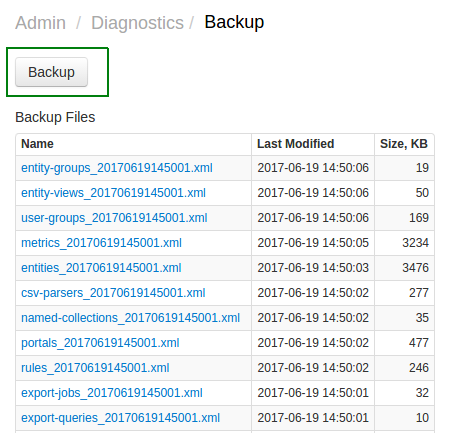 Admin / Diagnostics / Backup
Backup
Backup Files
Name Last Modified Size, KB
entity-groups_20170619145001.xml 2017-06-19 14:50:06 19
entity-views_20170619145001.xml 2017-06-19 14:50:06 50
user-groups_20170619145001.xml 2017-06-19 14:50:06 169
metrics_20170619145001.xml 2017-06-19 14:50:05 3234
entities_20170619145001.xml 2017-06-19 14:50:03 3476
csv-parsers_20170619145001.xml 2017-06-19 14:50:02 277
named-collections_20170619145001.xml 2017-06-19 14:50:02 35
portals_20170619145001.xml 2017-06-19 14:50:02 477
rules_20170619145001.xml 2017-06-19 14:50:02 246
export-jobs_20170619145001.xml 2017-06-19 14:50:01 32
export-queries_20170619145001.xml 2017-06-19 14:50:01 10